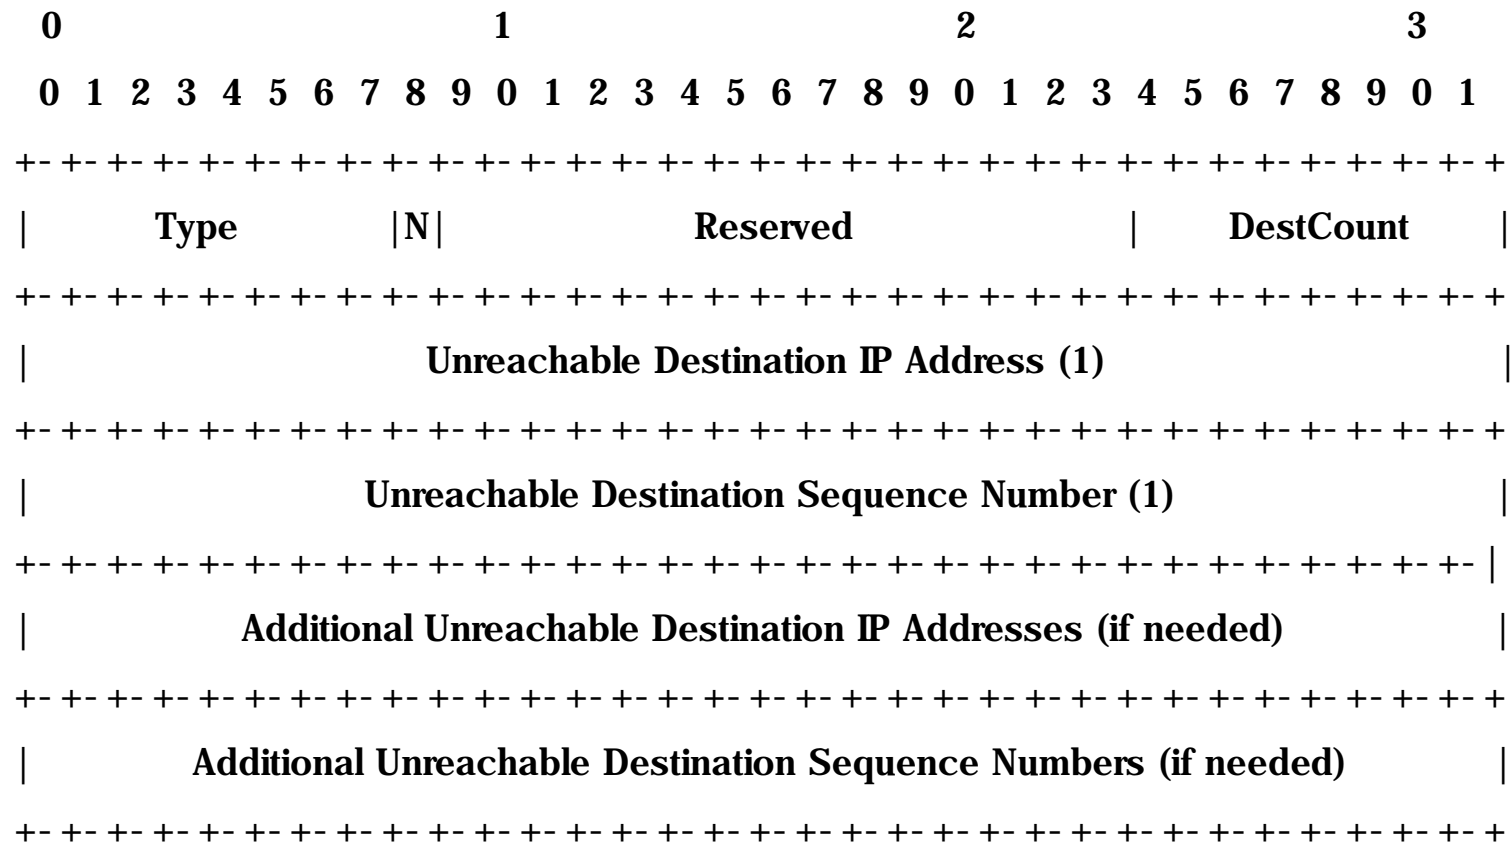 0 1 2 3
0 1 2 3 4 5 6 7 8 9 0 1 2 3 4 5 6 7 8 9 0 1 2 3 4 5 6 7 8 9 0 1
+-+-+-+-+-+-+-+-+-+-+-+-+-+-+-+-+-+-+-+-+-+-+-+-+-+-+-+-+-+-+-+-+
| Type |N| Reserved | DestCount |
+-+-+-+-+-+-+-+-+-+-+-+-+-+-+-+-+-+-+-+-+-+-+-+-+-+-+-+-+-+-+-+-+
| Unreachable Destination IP Address (1) |
+-+-+-+-+-+-+-+-+-+-+-+-+-+-+-+-+-+-+-+-+-+-+-+-+-+-+-+-+-+-+-+-+
| Unreachable Destination Sequence Number (1) |
+-+-+-+-+-+-+-+-+-+-+-+-+-+-+-+-+-+-+-+-+-+-+-+-+-+-+-+-+-+-+-+-|
| Additional Unreachable Destination IP Addresses (if needed) |
+-+-+-+-+-+-+-+-+-+-+-+-+-+-+-+-+-+-+-+-+-+-+-+-+-+-+-+-+-+-+-+-+
| Additional Unreachable Destination Sequence Numbers (if needed) |
+-+-+-+-+-+-+-+-+-+-+-+-+-+-+-+-+-+-+-+-+-+-+-+-+-+-+-+-+-+-+-+-+